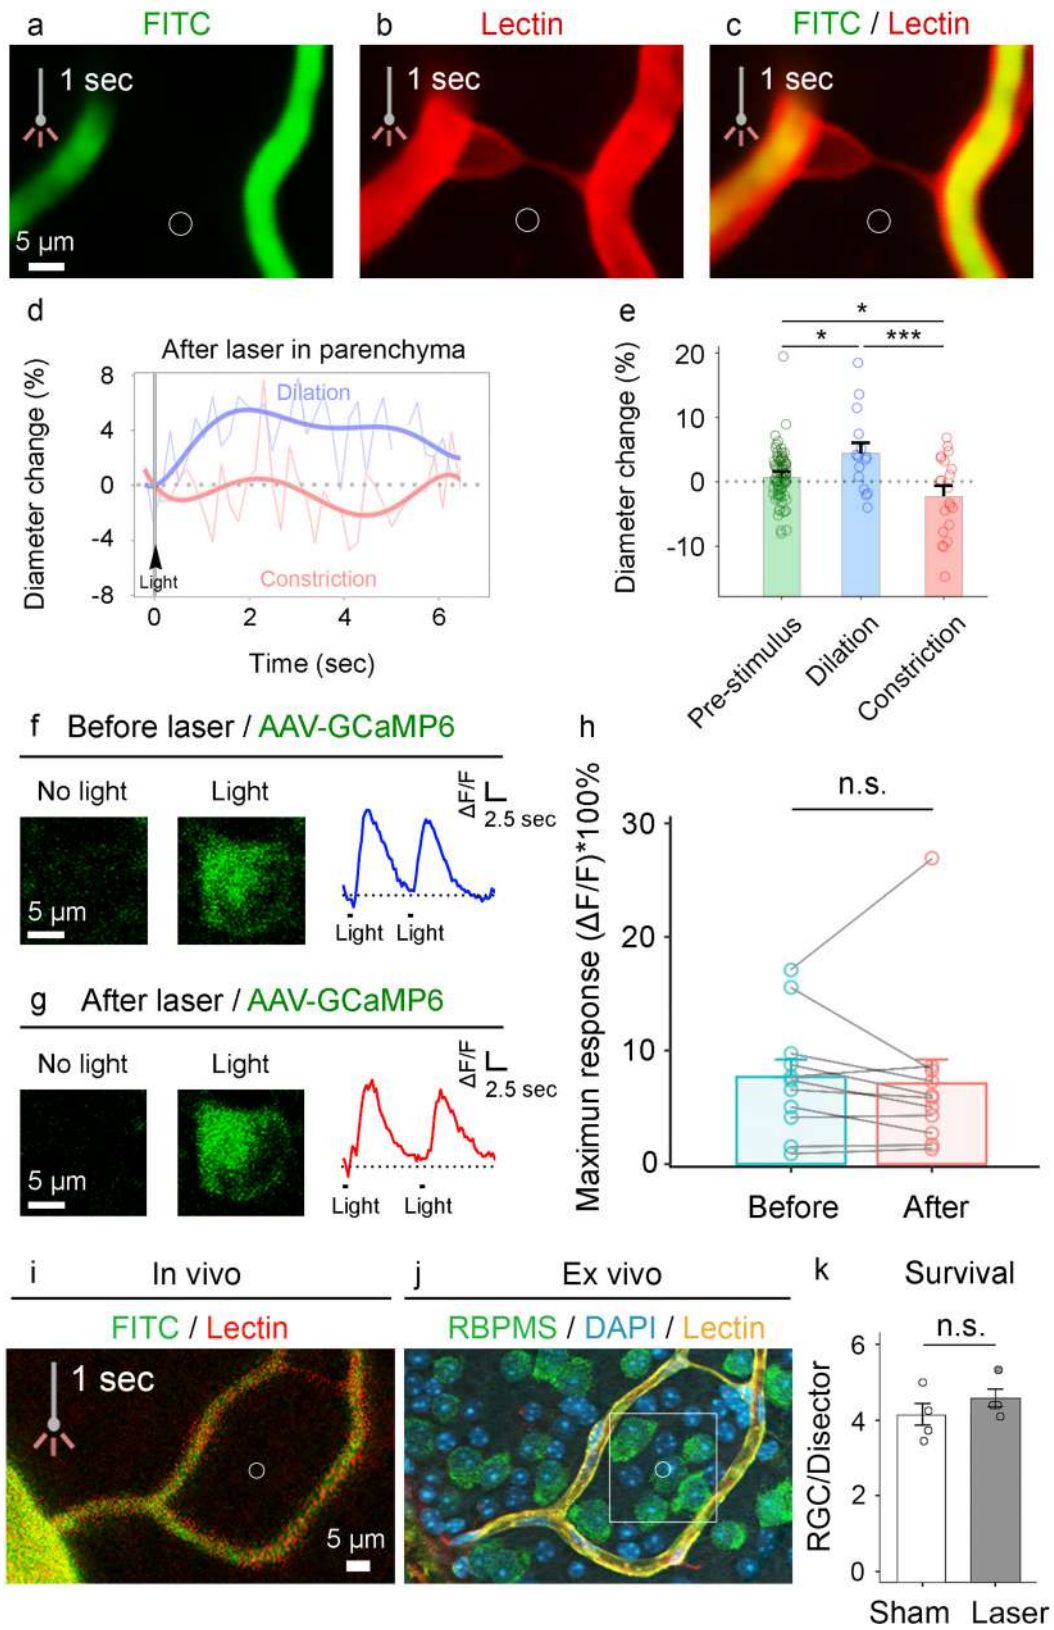 a FITC
b Lectin
c FITC / Lectin
1 sec
1 sec
1 sec
5 µm
d
After laser in parenchyma
Diameter change (%)
8
4
0
-4
-8
Dilation
Constriction
Light
0 2 4 6
Time (sec)
e
Diameter change (%)
* 
* ***
20
10
0
-10
Pre-stimulus
Dilation
Constriction
f Before laser / AAV-GCaMP6
No light Light
5 µm
ΔF/F
2.5 sec
Light Light
g After laser / AAV-GCaMP6
No light Light
5 µm
ΔF/F
2.5 sec
Light Light
h
Maximun response (ΔF/F)*100%
n.s.
30
20
10
0
Before After
i In vivo
FITC / Lectin
1 sec
5 µm
j Ex vivo
RBPMS / DAPI / Lectin
k Survival
RGC/Disector
n.s.
6
4
2
0
Sham Laser